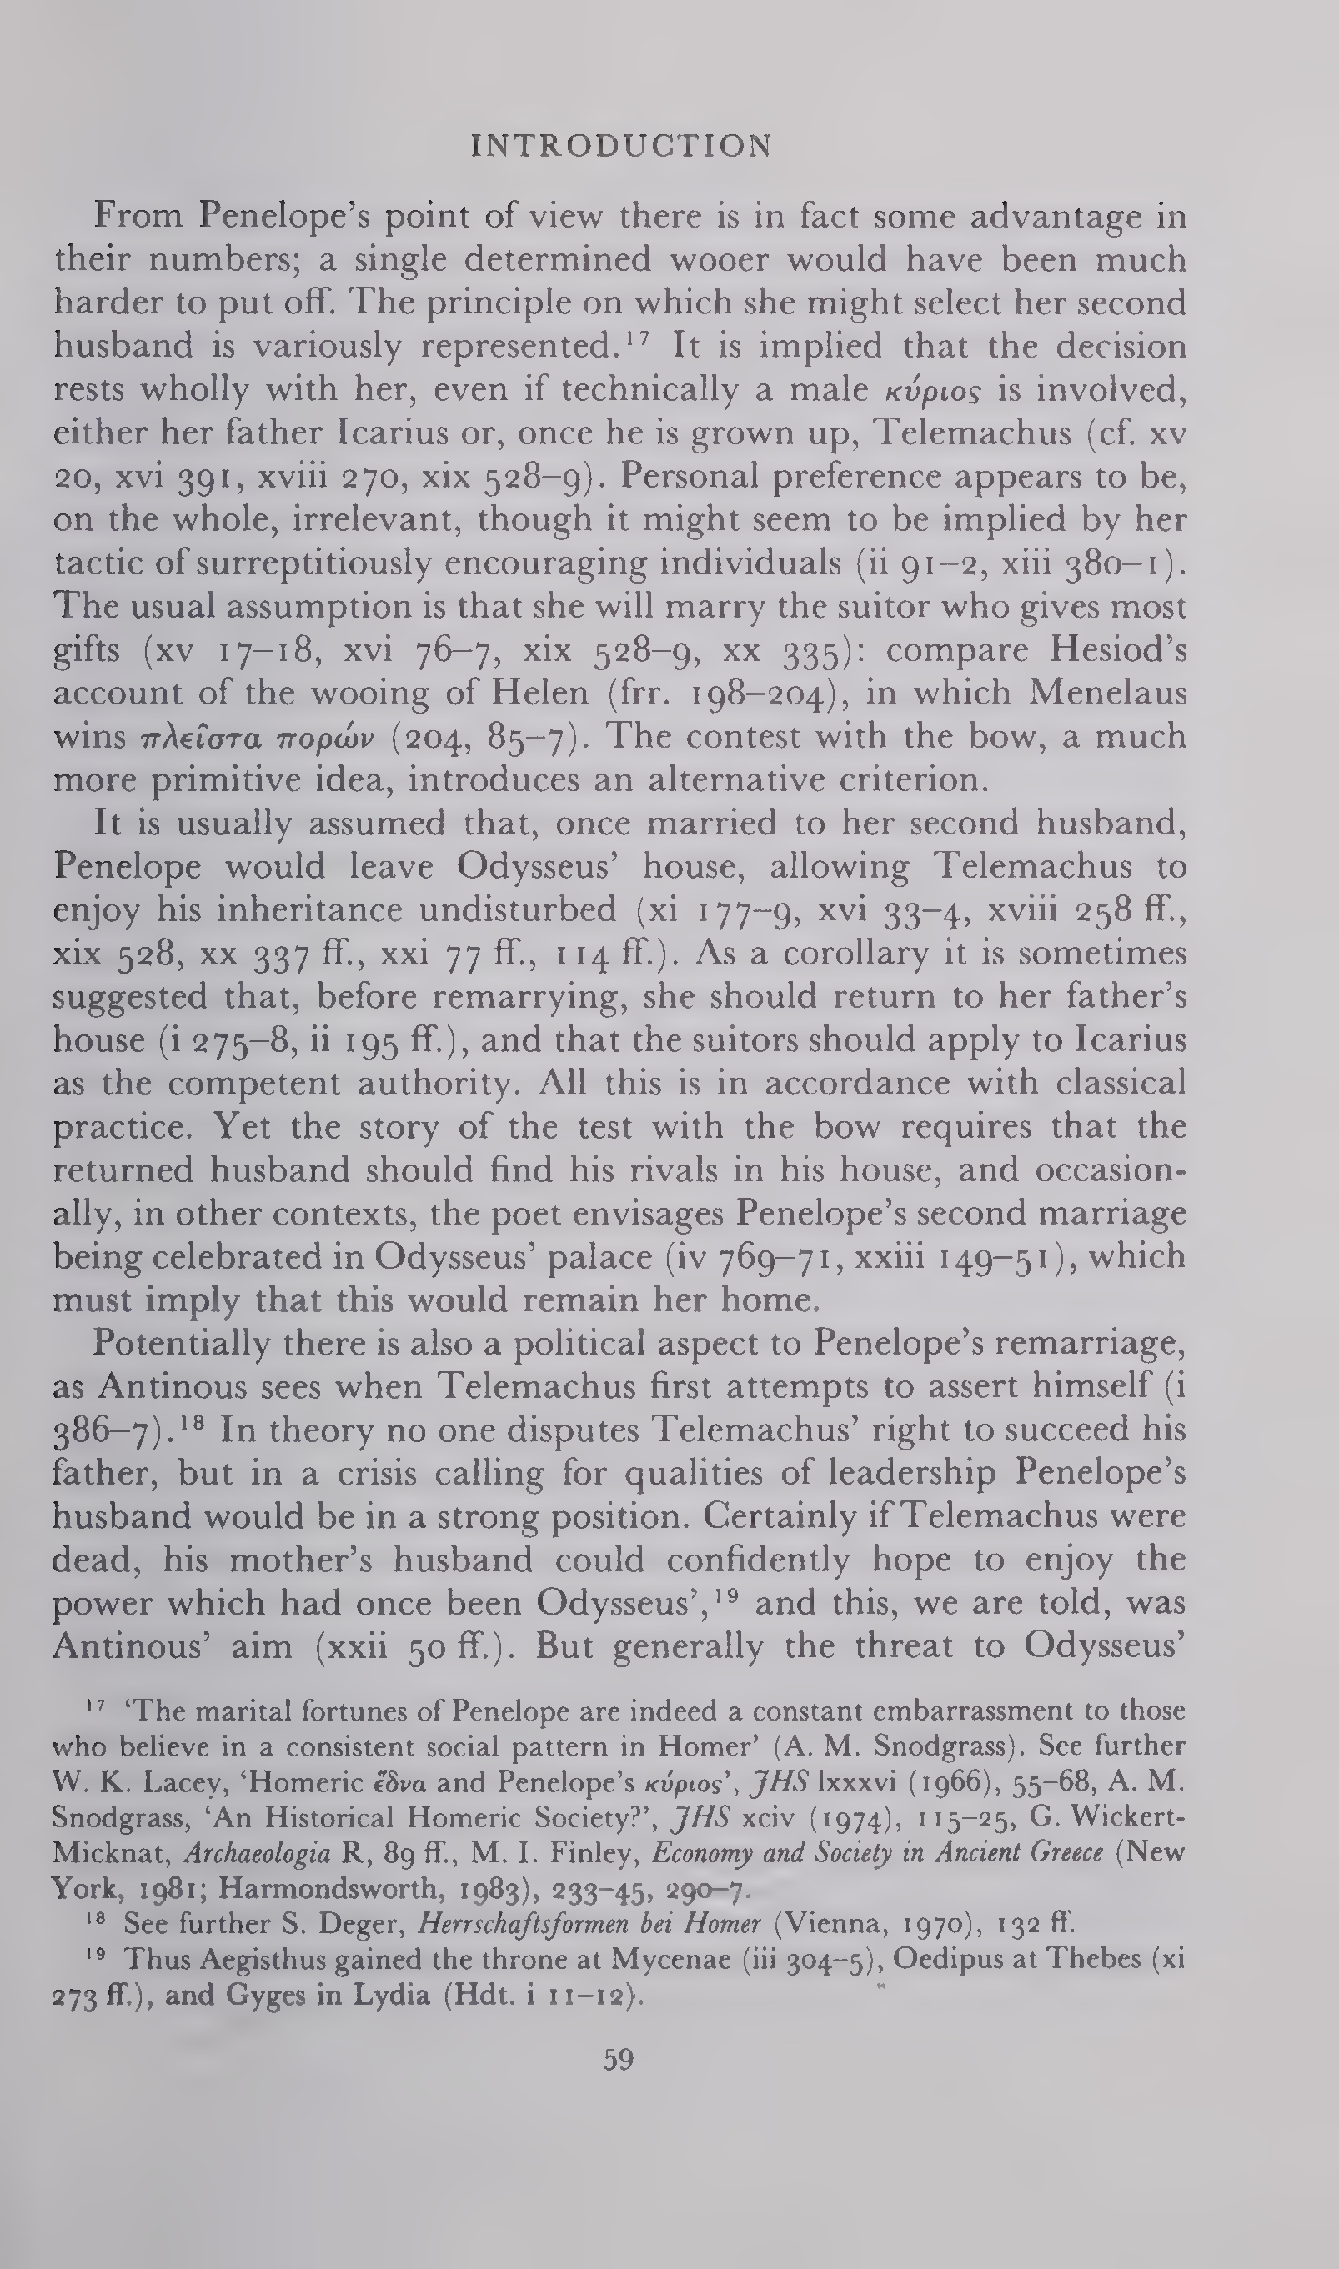 INTRODUCTION
From Penelope’s point of view there is in fact some advantage in
their numbers; a single determined wooer would have been much
harder to put off. The principle on which she might select her second
husband is variously represented.¹⁷ It is implied that the decision
rests wholly with her, even if technically a male κύριος is involved,
either her father Icarius or, once he is grown up, Telemachus (cf. xv
20, xvi 391, xviii 270, xix 528–9). Personal preference appears to be,
on the whole, irrelevant, though it might seem to be implied by her
tactic of surreptitiously encouraging individuals (ii 91–2, xiii 380–1).
The usual assumption is that she will marry the suitor who gives most
gifts (xv 17–18, xvi 76–7, xix 528–9, xx 335): compare Hesiod’s
account of the wooing of Helen (frr. 198–204), in which Menelaus
wins πλεῖστα πορών (204, 85–7). The contest with the bow, a much
more primitive idea, introduces an alternative criterion.
It is usually assumed that, once married to her second husband,
Penelope would leave Odysseus’ house, allowing Telemachus to
enjoy his inheritance undisturbed (xi 177–9, xvi 33–4, xviii 258 ff.,
xix 528, xx 337 ff., xxi 77 ff., 114 ff.). As a corollary it is sometimes
suggested that, before remarrying, she should return to her father’s
house (i 275–8, ii 195 ff.), and that the suitors should apply to Icarius
as the competent authority. All this is in accordance with classical
practice. Yet the story of the test with the bow requires that the
returned husband should find his rivals in his house, and occasion-
ally, in other contexts, the poet envisages Penelope’s second marriage
being celebrated in Odysseus’ palace (iv 769–71, xxiii 149–51), which
must imply that this would remain her home.
Potentially there is also a political aspect to Penelope’s remarriage,
as Antinous sees when Telemachus first attempts to assert himself (i
386–7).¹⁸ In theory no one disputes Telemachus’ right to succeed his
father, but in a crisis calling for qualities of leadership Penelope’s
husband would be in a strong position. Certainly if Telemachus were
dead, his mother’s husband could confidently hope to enjoy the
power which had once been Odysseus’,¹⁹ and this, we are told, was
Antinous’ aim (xxii 50 ff.). But generally the threat to Odysseus’
¹⁷ ‘The marital fortunes of Penelope are indeed a constant embarrassment to those
who believe in a consistent social pattern in Homer’ (A. M. Snodgrass). See further
W. K. Lacey, ‘Homeric ἕδνα and Penelope’s κύριος’, JHS lxxxvi (1966), 55–68, A. M.
Snodgrass, ‘An Historical Homeric Society?’, JHS xciv (1974), 115–25, G. Wickert-
Micknat, Archaeologia R, 89 ff., M. I. Finley, Economy and Society in Ancient Greece (New
York, 1981; Harmondsworth, 1983), 233–45, 290–7.
¹⁸ See further S. Deger, Herrschaftsformen bei Homer (Vienna, 1970), 132 ff.
¹⁹ Thus Aegisthus gained the throne at Mycenae (iii 304–5), Oedipus at Thebes (xi
273 ff.), and Gyges in Lydia (Hdt. i 11–12).
59